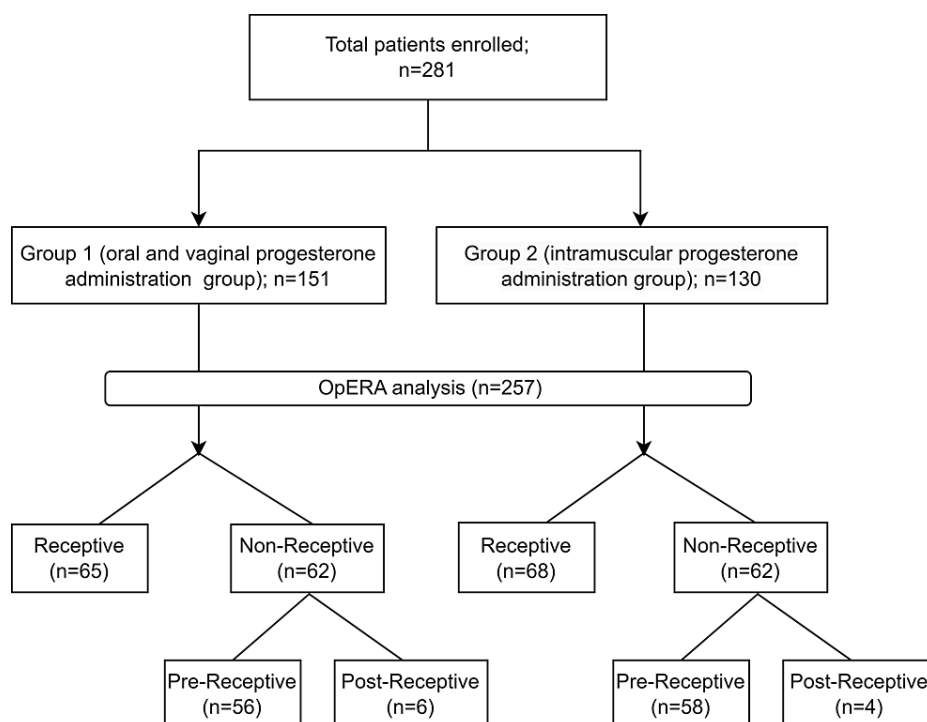 Total patients enrolled;
n=281
Group 1 (oral and vaginal progesterone
administration group); n=151
Group 2 (intramuscular progesterone
administration group); n=130
OpERA analysis (n=257)
Receptive
(n=65)
Non-Receptive
(n=62)
Receptive
(n=68)
Non-Receptive
(n=62)
Pre-Receptive
(n=56)
Post-Receptive
(n=6)
Pre-Receptive
(n=58)
Post-Receptive
(n=4)